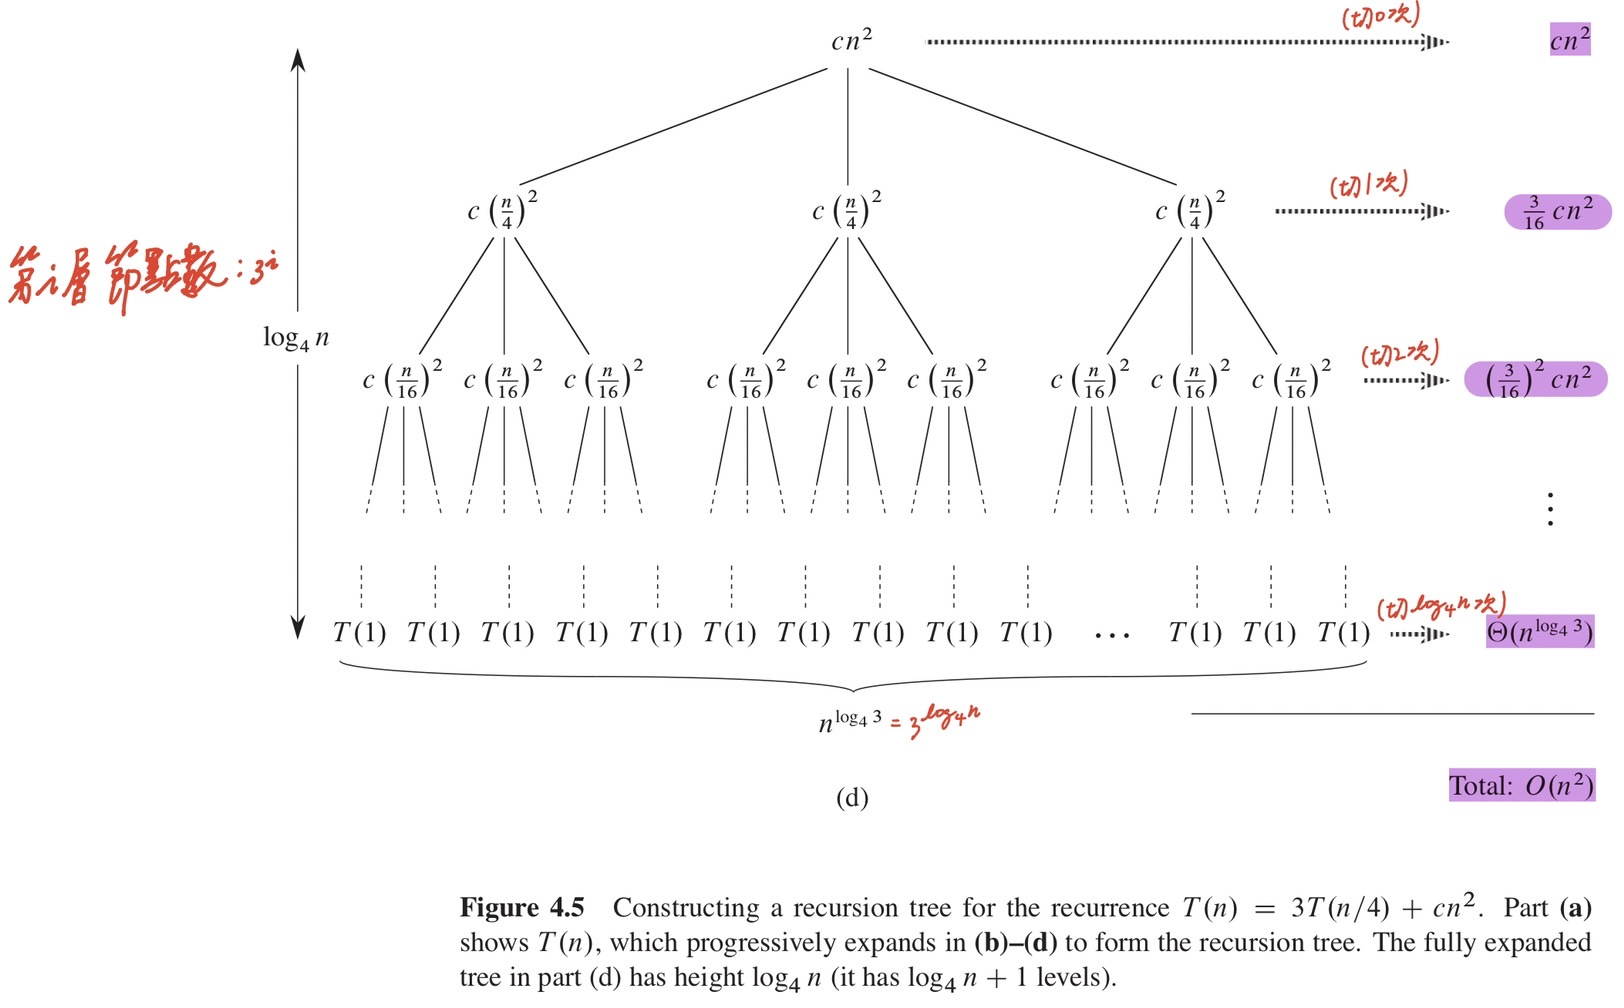 (切0次)
cn² cn²
(切1次)
c (n/4)² c (n/4)² c (n/4)² 3/16 cn²
第i層 節點數:3ⁱ
log₄ n
(切2次)
c (n/16)² c (n/16)² c (n/16)² c (n/16)² c (n/16)² c (n/16)² c (n/16)² c (n/16)² c (n/16)² (3/16)² cn²
⋮
(切log₄n次)
T(1) T(1) T(1) T(1) T(1) T(1) T(1) T(1) T(1) T(1) ... T(1) T(1) T(1) Θ(n^(log₄ 3))
n^(log₄ 3) = 3^(log₄n)
Total: O(n²)
(d)
Figure 4.5 Constructing a recursion tree for the recurrence T(n) = 3T(n/4) + cn². Part (a)
shows T(n), which progressively expands in (b)–(d) to form the recursion tree. The fully expanded
tree in part (d) has height log₄ n (it has log₄ n + 1 levels).